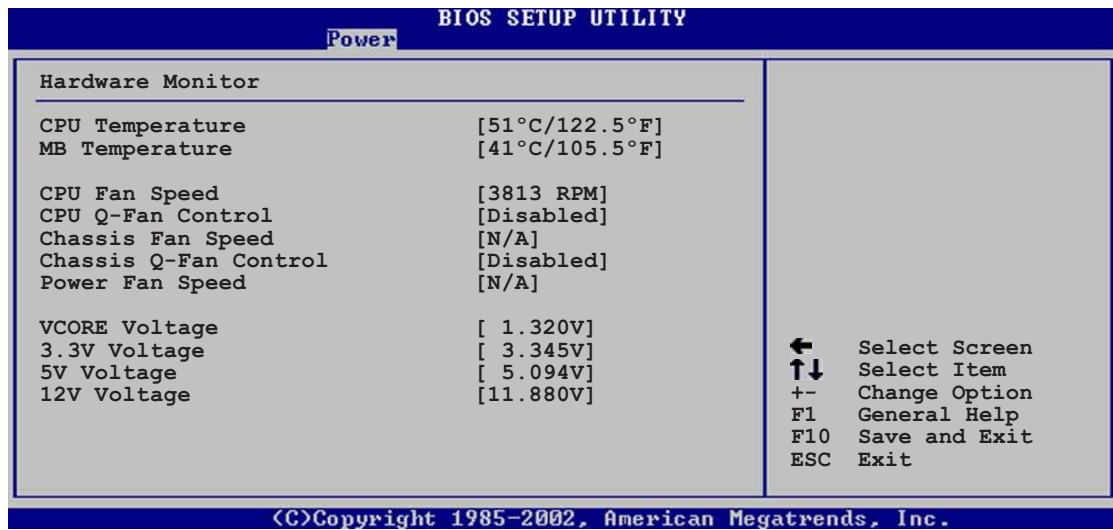 BIOS SETUP UTILITY
Power
Hardware Monitor
CPU Temperature [51°C/122.5°F]
MB Temperature [41°C/105.5°F]
CPU Fan Speed [3813 RPM]
CPU Q-Fan Control [Disabled]
Chassis Fan Speed [N/A]
Chassis Q-Fan Control [Disabled]
Power Fan Speed [N/A]
VCORE Voltage [ 1.320V]
3.3V Voltage [ 3.345V]
5V Voltage [ 5.094V]
12V Voltage [11.880V]
← Select Screen
↑↓ Select Item
+- Change Option
F1 General Help
F10 Save and Exit
ESC Exit
(C)Copyright 1985-2002, American Megatrends, Inc.